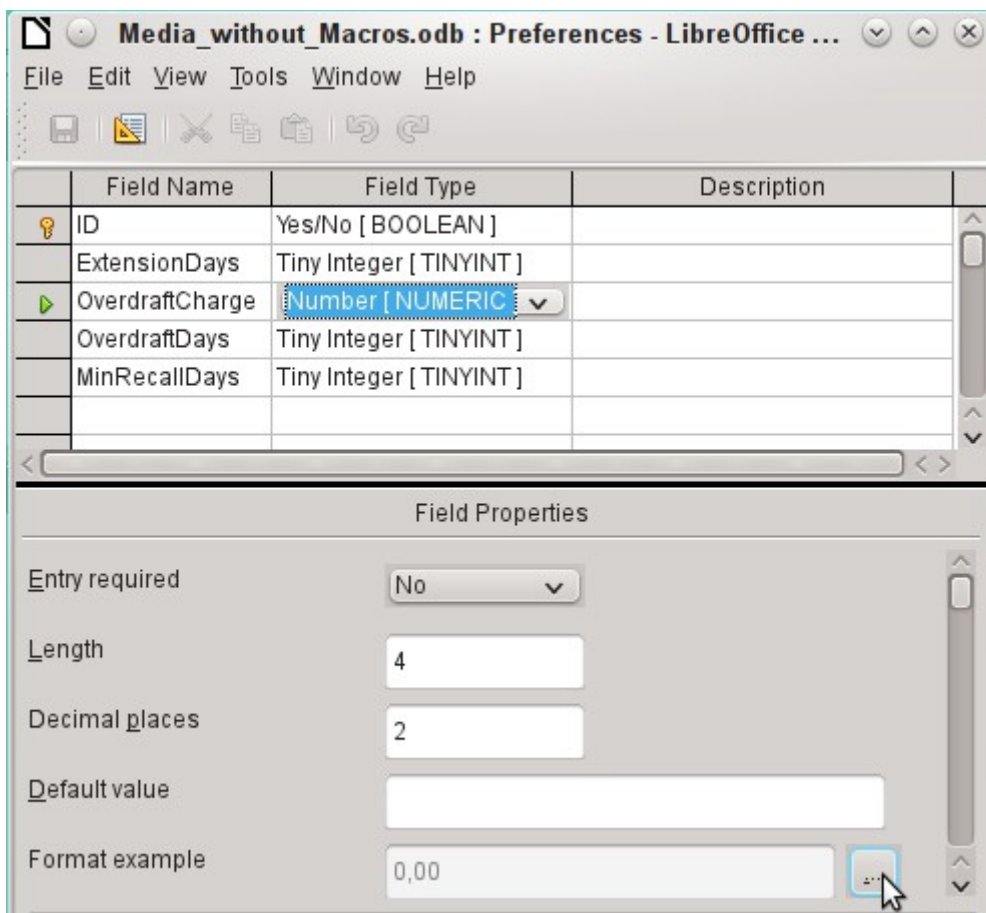 Media_without_Macros.odb : Preferences - LibreOffice ...
File Edit View Tools Window Help
Field Name Field Type Description
ID Yes/No [ BOOLEAN ]
ExtensionDays Tiny Integer [ TINYINT ]
OverdraftCharge Number [ NUMERIC
OverdraftDays Tiny Integer [ TINYINT ]
MinRecallDays Tiny Integer [ TINYINT ]
Field Properties
Entry required No
Length 4
Decimal places 2
Default value
Format example 0,00 ...